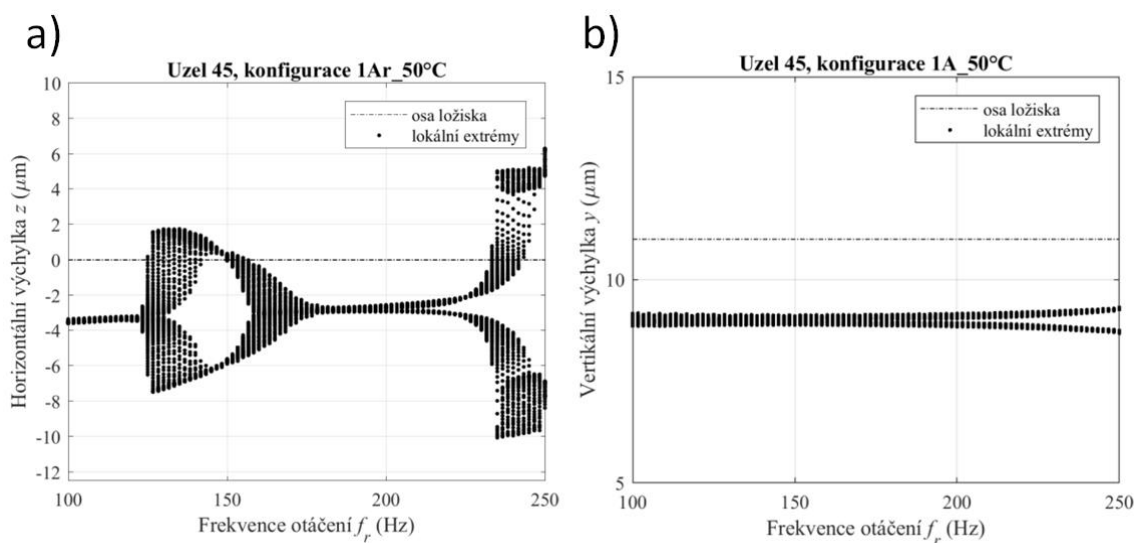 a)
Uzel 45, konfigurace 1Ar_50°C
osa ložiska
lokální extrémy
Horizontální výchylka z (μm)
10
8
6
4
2
0
-2
-4
-6
-8
-10
-12
100 150 200 250
Frekvence otáčení f_r (Hz)
b)
Uzel 45, konfigurace 1A_50°C
osa ložiska
lokální extrémy
Vertikální výchylka y (μm)
15
10
5
100 150 200 250
Frekvence otáčení f_r (Hz)